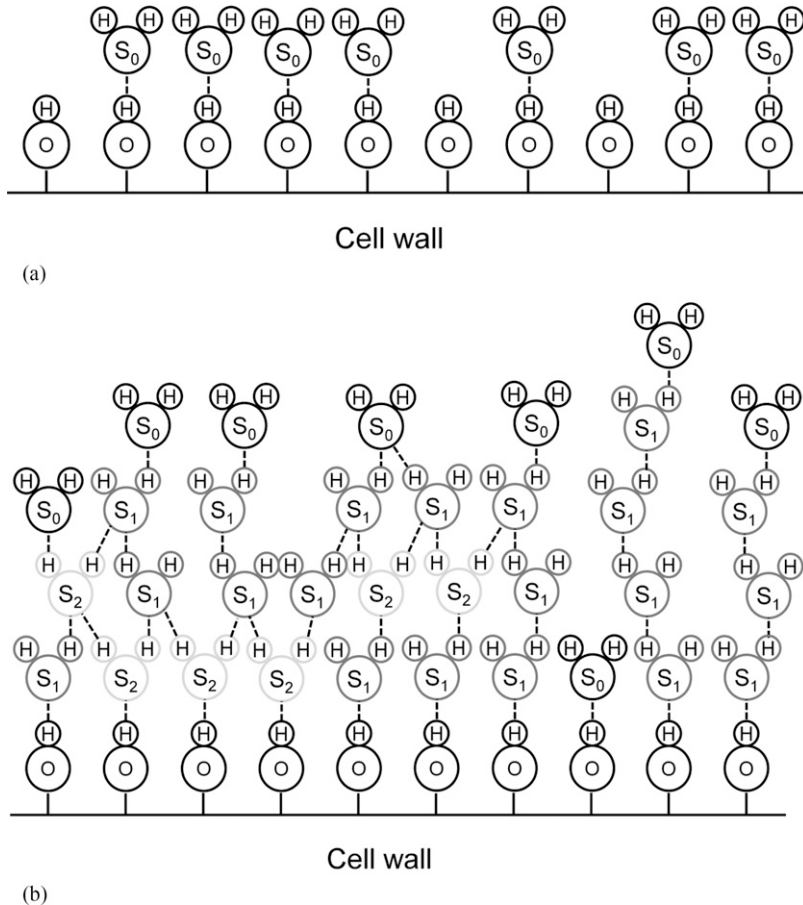 H H H H H H H H H H H H H H
S₀ S₀ S₀ S₀ S₀ S₀ S₀
H H H H H H H H H H
O O O O O O O O O O
Cell wall
(a)
H H
S₀
H H H H H H H H H H H H
S₀ S₀ S₀ S₀ S₁ S₀
H H H H H H H H H H H H H H H H
S₀ S₁ S₁ S₁ S₁ S₁ S₁ S₁
H H H H H H H H H H H H H H H H H H
S₂ S₁ S₁ S₁ S₂ S₂ S₁ S₁ S₁
H H H H H H H H H H H H H H H H H H H H
S₁ S₂ S₂ S₂ S₁ S₁ S₁ S₀ S₁ S₁
H H H H H H H H H H
O O O O O O O O O O
Cell wall
(b)